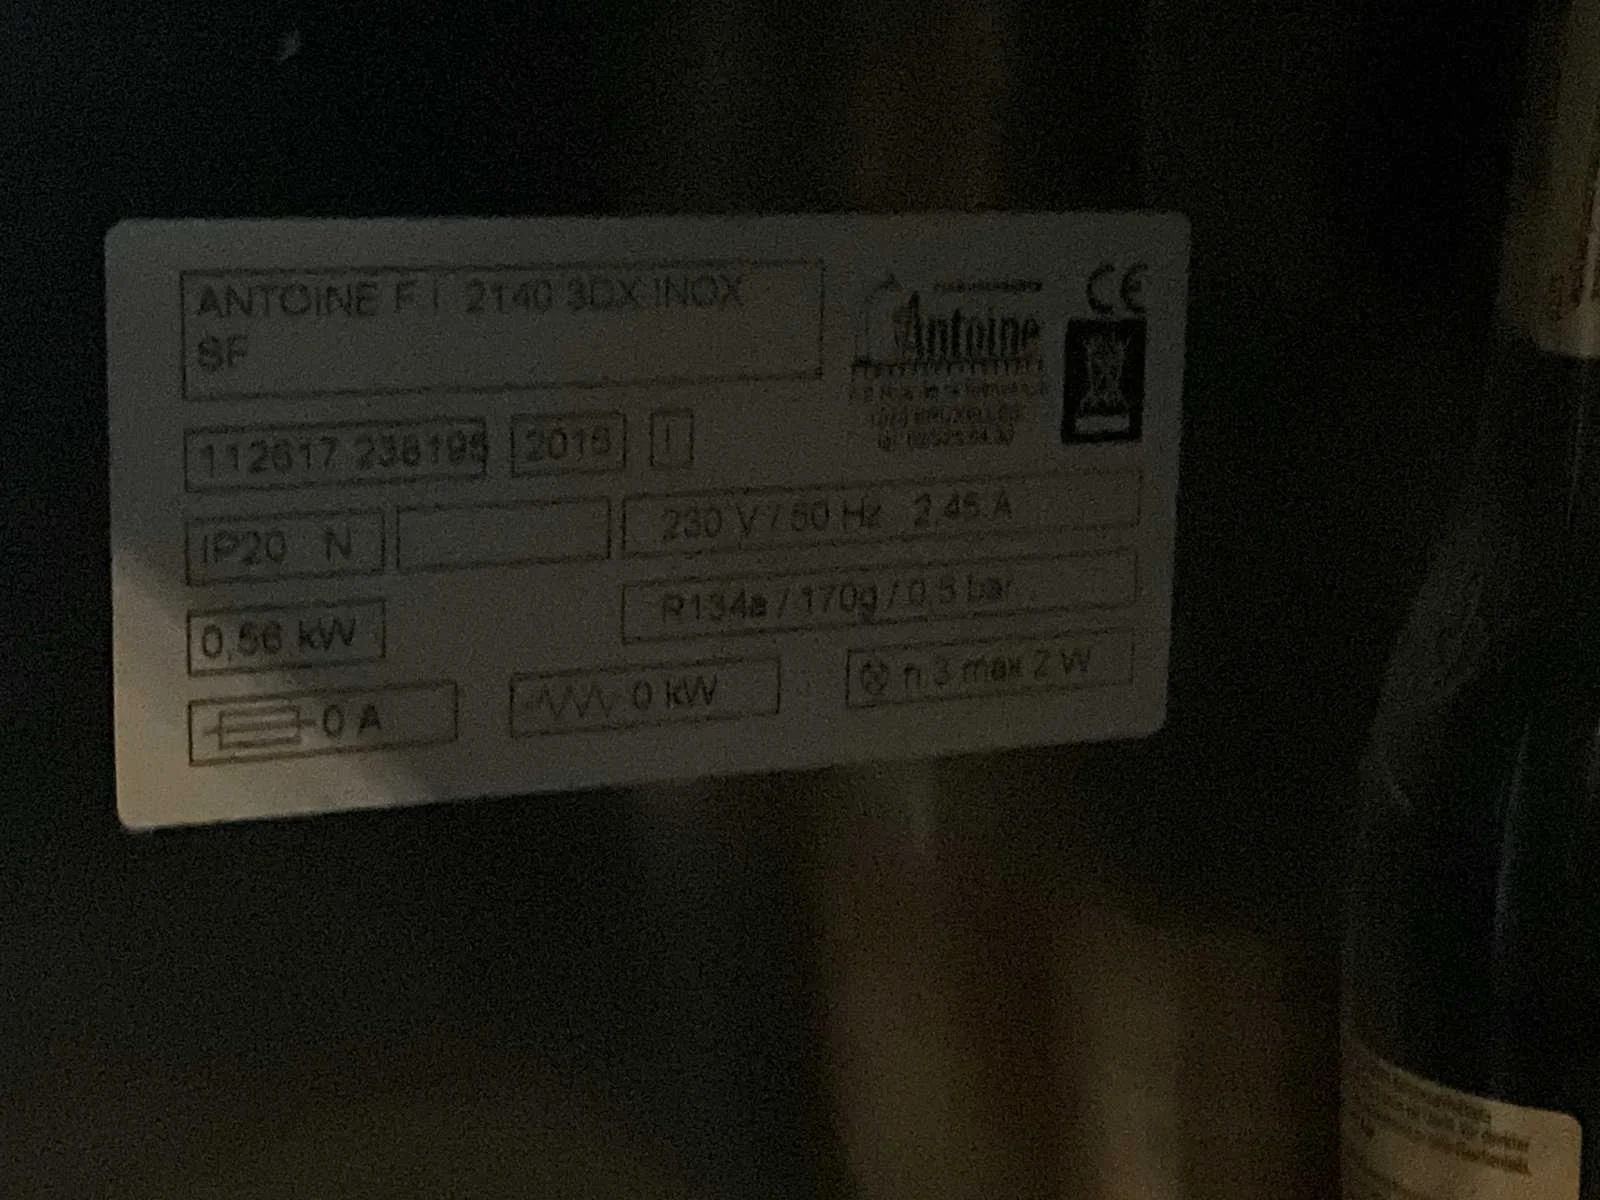 ANTOINE F.I 2140 3DX INOX
SF
Antoine
CE
112617 238195 2016 I
BRUXELLES
IP20 N 230 V / 50 Hz 2,45 A
0,56 kW R134a / 170g / 0,5 bar
0 A 0 kW n.3 max 2 W